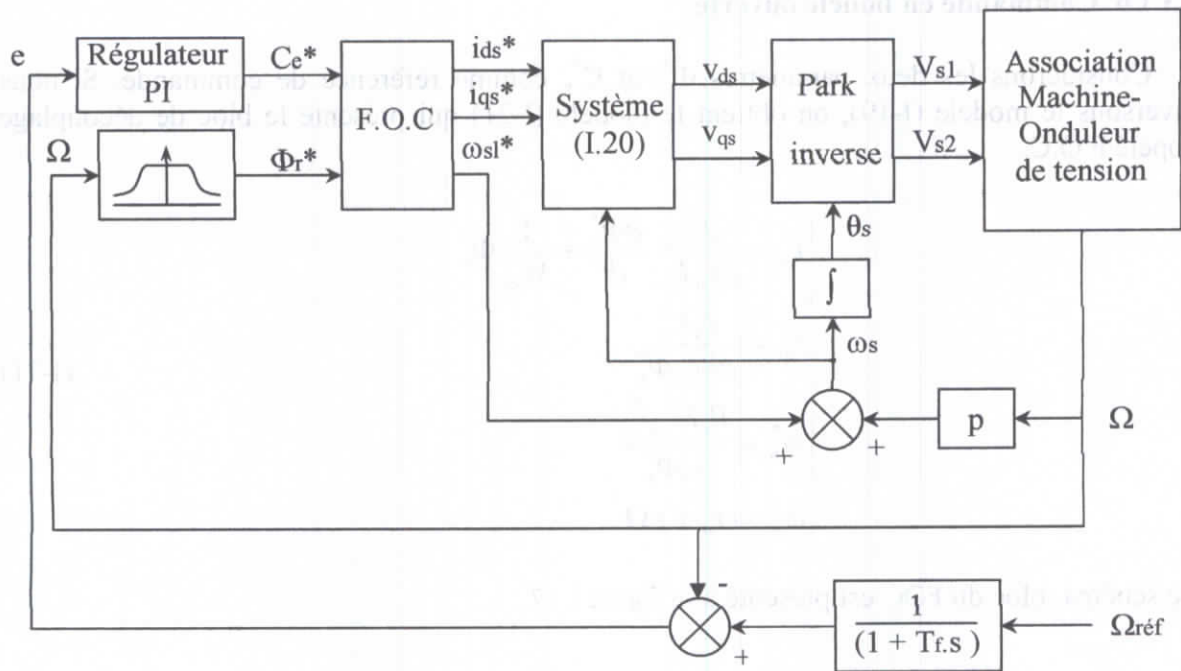 e
Régulateur
PI
Ce*
ids*
iqs*
F.O.C
ωsl*
Ω
Φr*
Système
(I.20)
vds
vqs
Park
inverse
Vs1
Vs2
Association
Machine-
Onduleur
de tension
θs
∫
ωs
+
+
p
Ω
-
+
1
(1 + Tf.s )
Ωréf